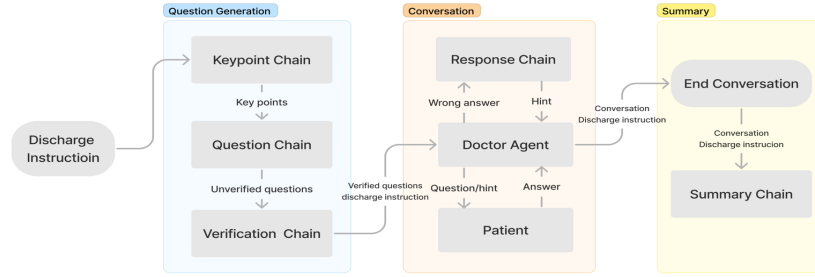 Question Generation
Conversation
Summary
Keypoint Chain
Response Chain
End Conversation
Key points
Wrong answer
Hint
Conversation
Discharge instruction
Discharge
Instructioin
Question Chain
Doctor Agent
Conversation
Discharge instrucion
Unverified questions
Verified questions
discharge instruction
Question/hint
Answer
Summary Chain
Verification Chain
Patient